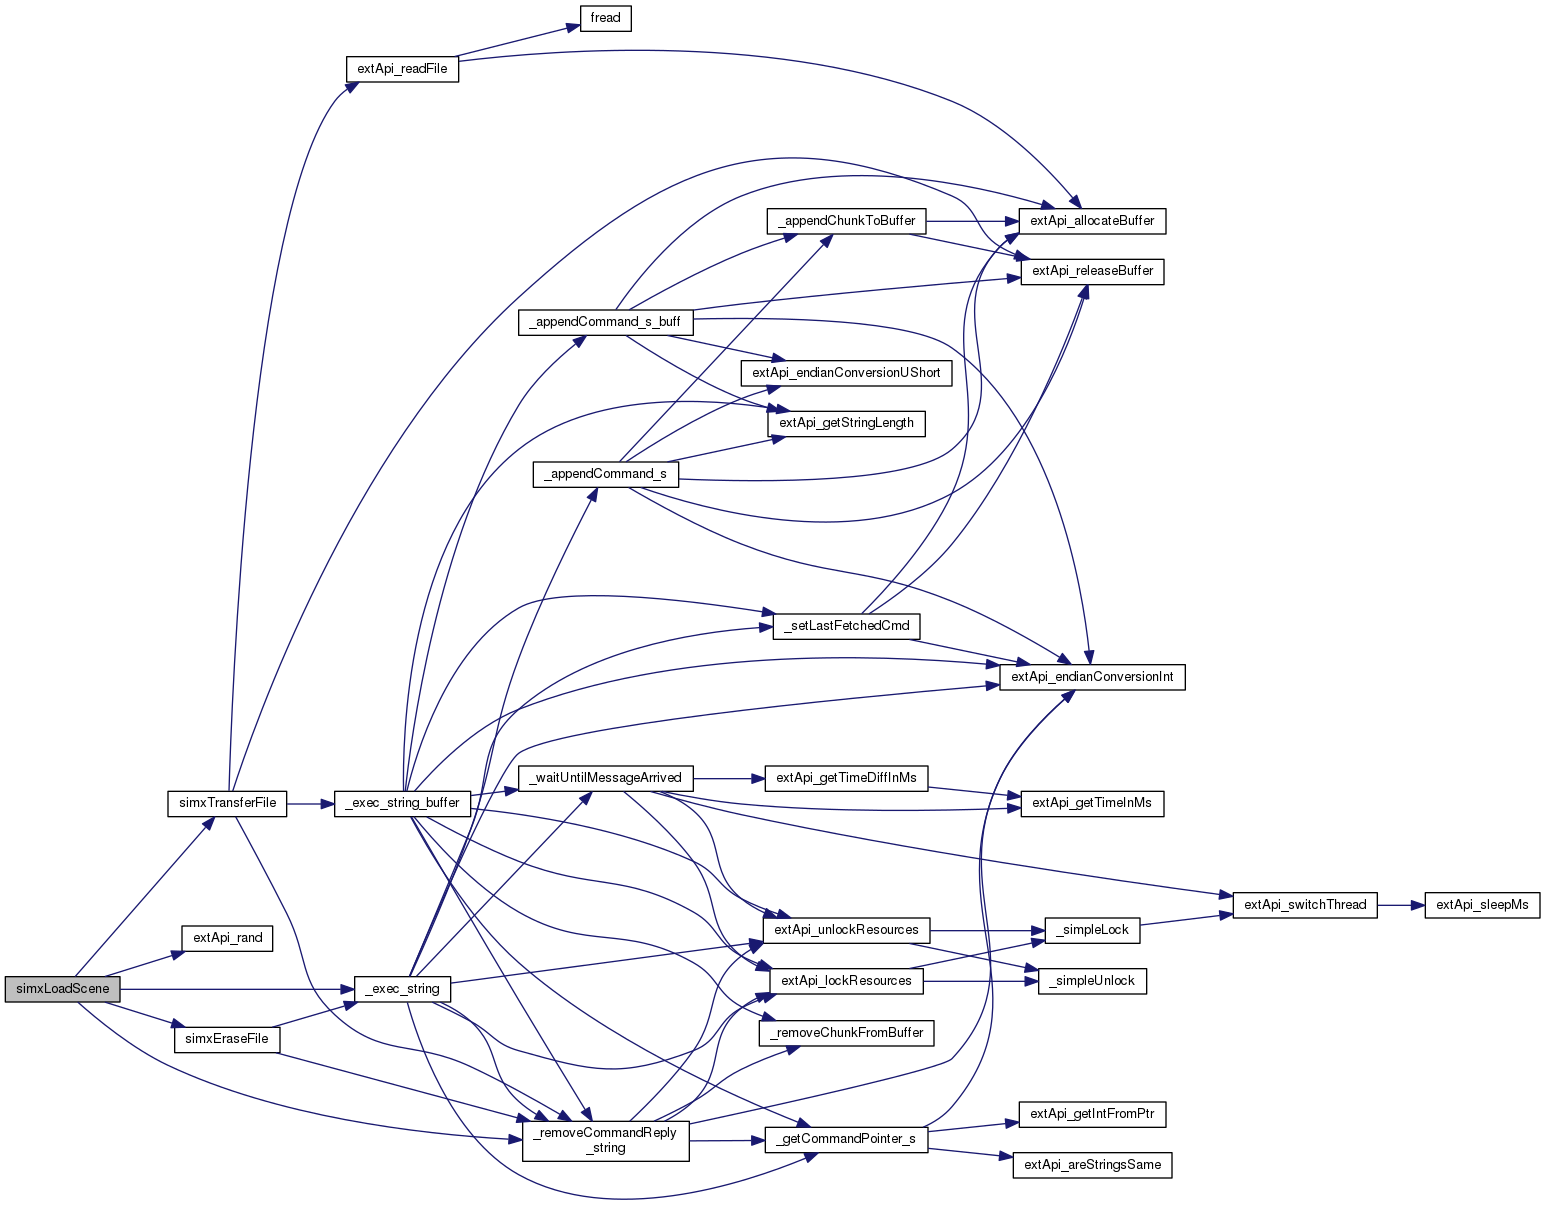 fread
extApi_readFile
_appendChunkToBuffer
extApi_allocateBuffer
extApi_releaseBuffer
_appendCommand_s_buff
extApi_endianConversionUShort
extApi_getStringLength
_appendCommand_s
_setLastFetchedCmd
extApi_endianConversionInt
_waitUntilMessageArrived
extApi_getTimeDiffInMs
simxTransferFile
_exec_string_buffer
extApi_getTimeInMs
extApi_switchThread
extApi_sleepMs
extApi_rand
extApi_unlockResources
_simpleLock
simxLoadScene
_exec_string
extApi_lockResources
_simpleUnlock
simxEraseFile
_removeChunkFromBuffer
_removeCommandReply
_string
_getCommandPointer_s
extApi_getIntFromPtr
extApi_areStringsSame